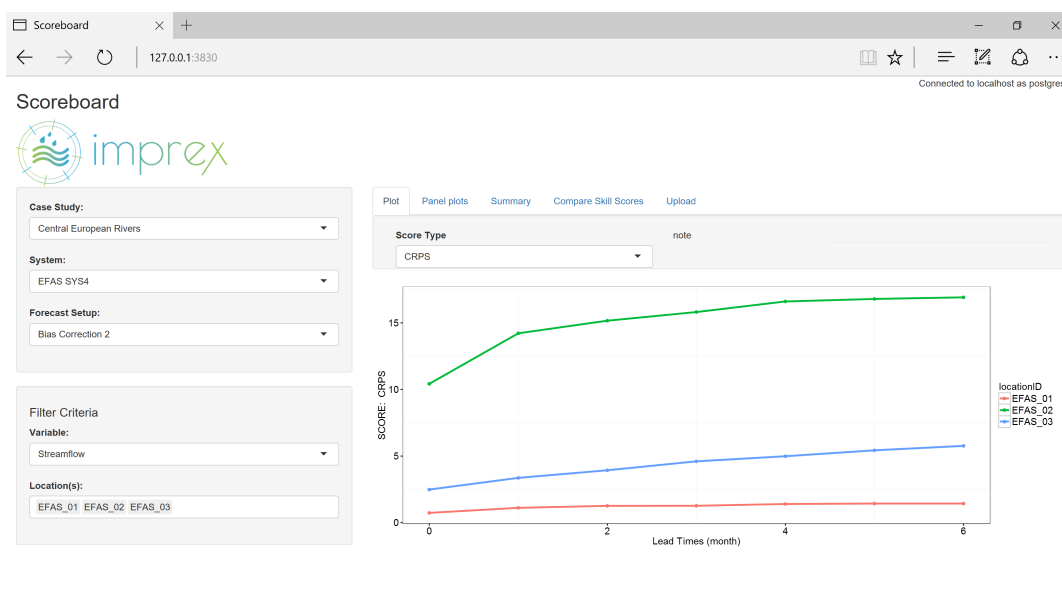 Scoreboard
127.0.0.1:3830
Connected to localhost as postgres
Scoreboard
imprex
Case Study:
Central European Rivers
System:
EFAS SYS4
Forecast Setup:
Bias Correction 2
Filter Criteria
Variable:
Streamflow
Location(s):
EFAS_01 EFAS_02 EFAS_03
Plot Panel plots Summary Compare Skill Scores Upload
Score Type note
CRPS
SCORE: CRPS
15
10
5
0
0 2 4 6
Lead Times (month)
locationID
EFAS_01
EFAS_02
EFAS_03